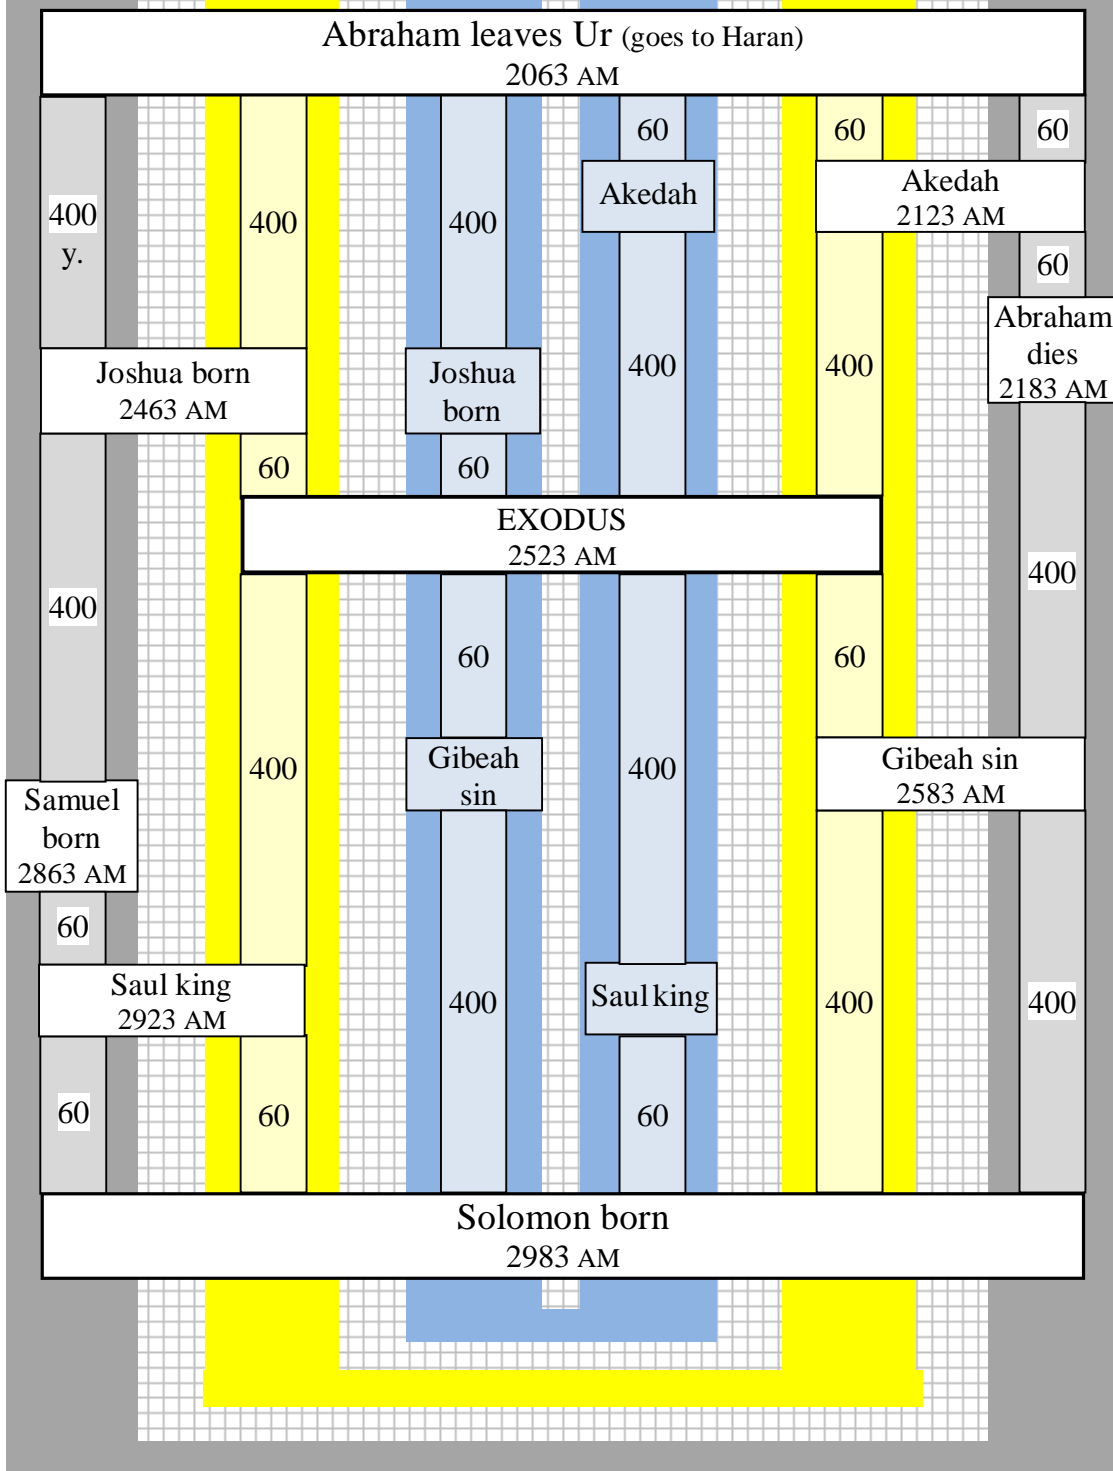 Abraham leaves Ur (goes to Haran)
2063 AM
60
60
60
Akedah
Akedah
2123 AM
400
y.
400
400
60
Abraham
dies
2183 AM
400
400
Joshua born
2463 AM
Joshua
born
60
60
EXODUS
2523 AM
400
400
60
60
400
400
Gibeah
sin
Gibeah sin
2583 AM
Samuel
born
2863 AM
60
Saul king
2923 AM
400
Saul king
400
400
60
60
60
Solomon born
2983 AM